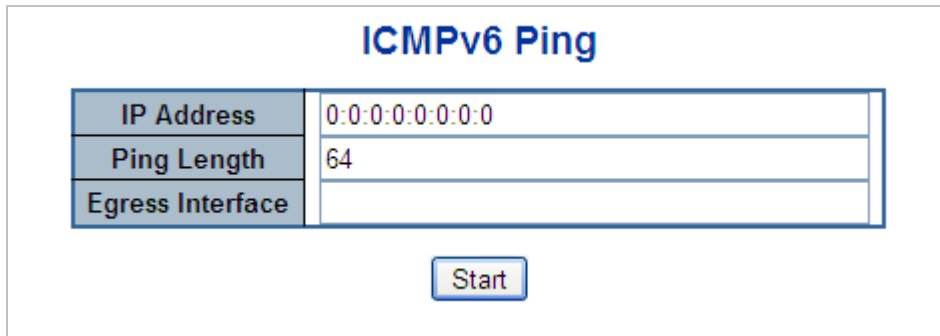 ICMPv6 Ping
IP Address 0:0:0:0:0:0:0:0
Ping Length 64
Egress Interface
Start